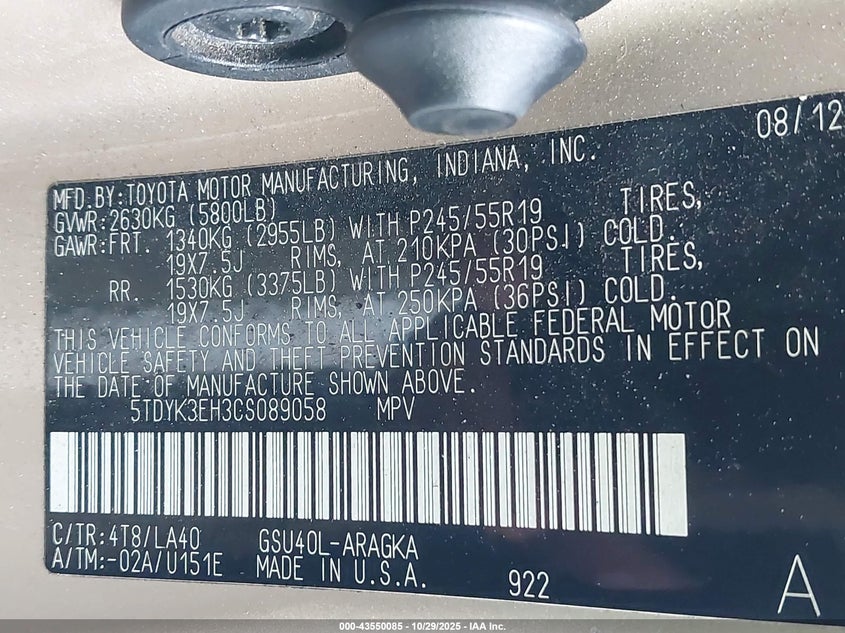 08/12
MFD.BY:TOYOTA MOTOR MANUFACTURING, INDIANA, INC.
GVWR:2630KG (5800LB)
GAWR:FRT. 1340KG (2955LB) WITH P245/55R19 TIRES,
19X7.5J RIMS, AT 210KPA (30PSI) COLD.
RR. 1530KG (3375LB) WITH P245/55R19 TIRES,
19X7.5J RIMS, AT 250KPA (36PSI) COLD.
THIS VEHICLE CONFORMS TO ALL APPLICABLE FEDERAL MOTOR
VEHICLE SAFETY AND THEFT PREVENTION STANDARDS IN EFFECT ON
THE DATE OF MANUFACTURE SHOWN ABOVE.
5TDYK3EH3CS089058 MPV
C/TR:4T8/LA40 GSU40L-ARAGKA
A/TM:-02A/U151E MADE IN U.S.A. 922 A
000-43550085 - 10/29/2025 - IAA Inc.